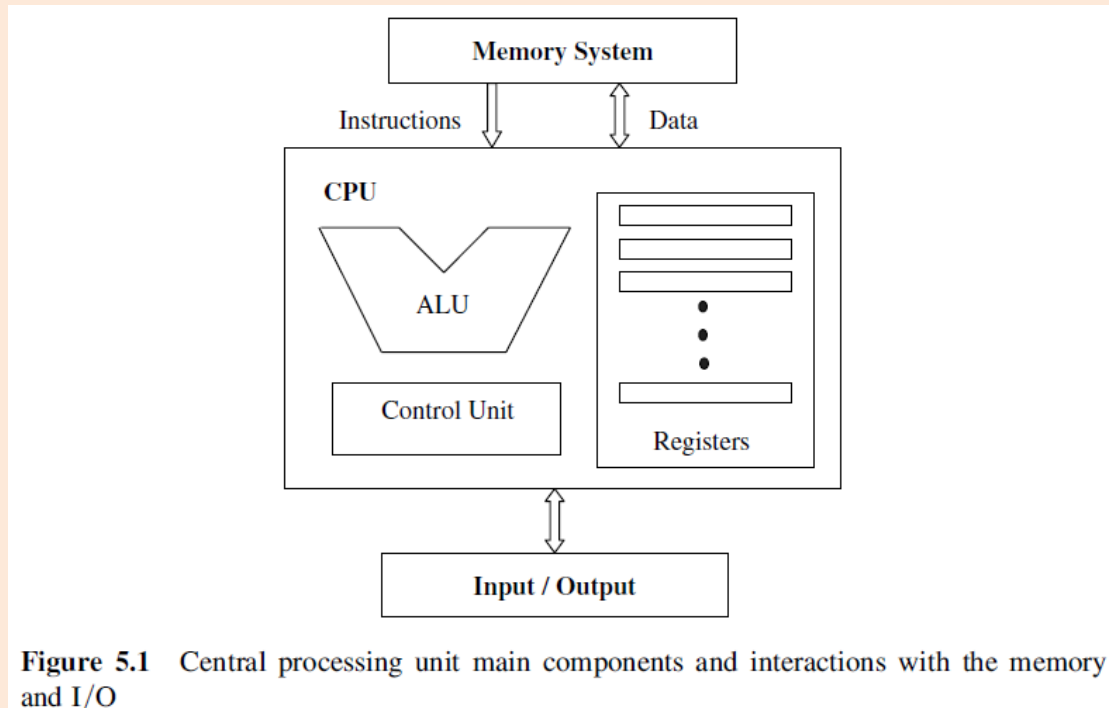 Memory System
Instructions
Data
CPU
ALU
Control Unit
Registers
Input / Output
Figure 5.1 Central processing unit main components and interactions with the memory
and I/O